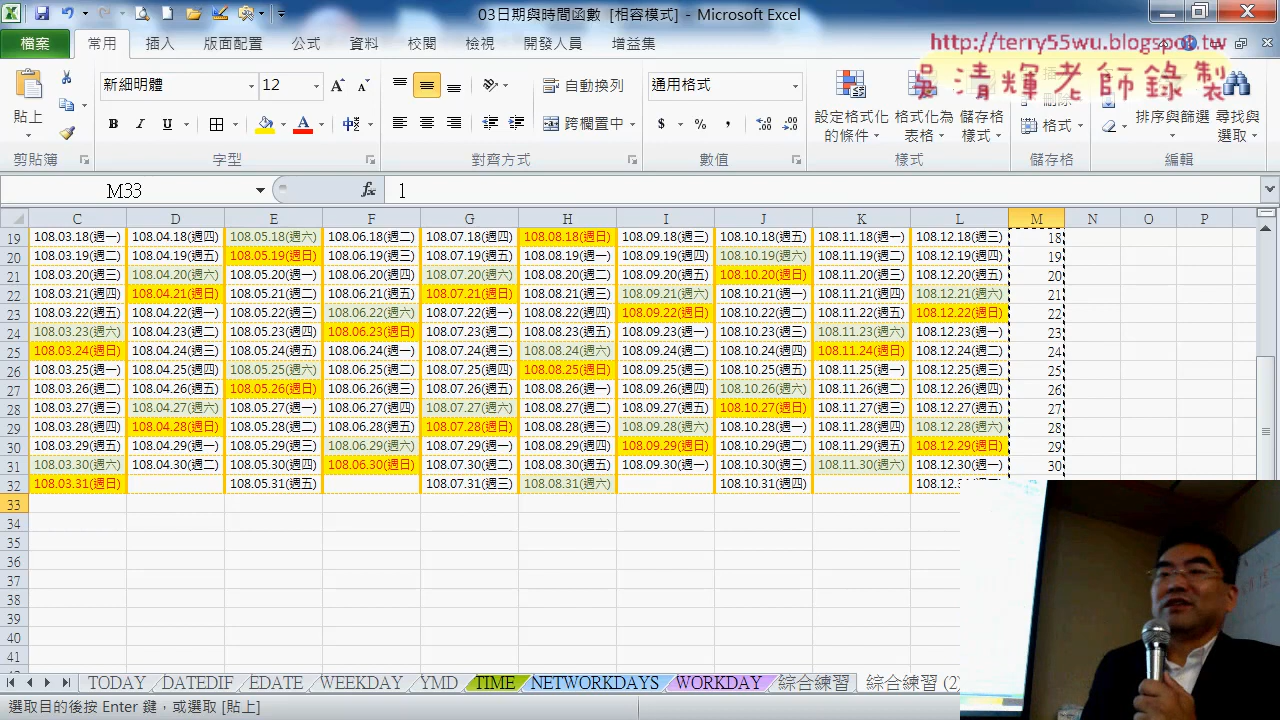 03日期與時間函數 [相容模式] - Microsoft Excel
檔案 常用 插入 版面配置 公式 資料 校閱 檢視 開發人員 增益集
http://terry55wu.blogspot.tw
吳清輝老師錄製
新細明體 12 自動換列 通用格式
貼上 跨欄置中 設定格式化的條件 格式化為表格 儲存格樣式 格式 排序與篩選 尋找與選取
剪貼簿 字型 對齊方式 數值 樣式 儲存格 編輯
M33 fx 1
C D E F G H I J K L M N O P
19 108.03.18(週一) 108.04.18(週四) 108.05.18(週六) 108.06.18(週二) 108.07.18(週四) 108.08.18(週日) 108.09.18(週三) 108.10.18(週五) 108.11.18(週一) 108.12.18(週三) 18
20 108.03.19(週二) 108.04.19(週五) 108.05.19(週日) 108.06.19(週三) 108.07.19(週五) 108.08.19(週一) 108.09.19(週四) 108.10.19(週六) 108.11.19(週二) 108.12.19(週四) 19
21 108.03.20(週三) 108.04.20(週六) 108.05.20(週一) 108.06.20(週四) 108.07.20(週六) 108.08.20(週二) 108.09.20(週五) 108.10.20(週日) 108.11.20(週三) 108.12.20(週五) 20
22 108.03.21(週四) 108.04.21(週日) 108.05.21(週二) 108.06.21(週五) 108.07.21(週日) 108.08.21(週三) 108.09.21(週六) 108.10.21(週一) 108.11.21(週四) 108.12.21(週六) 21
23 108.03.22(週五) 108.04.22(週一) 108.05.22(週三) 108.06.22(週六) 108.07.22(週一) 108.08.22(週四) 108.09.22(週日) 108.10.22(週二) 108.11.22(週五) 108.12.22(週日) 22
24 108.03.23(週六) 108.04.23(週二) 108.05.23(週四) 108.06.23(週日) 108.07.23(週二) 108.08.23(週五) 108.09.23(週一) 108.10.23(週三) 108.11.23(週六) 108.12.23(週一) 23
25 108.03.24(週日) 108.04.24(週三) 108.05.24(週五) 108.06.24(週一) 108.07.24(週三) 108.08.24(週六) 108.09.24(週二) 108.10.24(週四) 108.11.24(週日) 108.12.24(週二) 24
26 108.03.25(週一) 108.04.25(週四) 108.05.25(週六) 108.06.25(週二) 108.07.25(週四) 108.08.25(週日) 108.09.25(週三) 108.10.25(週五) 108.11.25(週一) 108.12.25(週三) 25
27 108.03.26(週二) 108.04.26(週五) 108.05.26(週日) 108.06.26(週三) 108.07.26(週五) 108.08.26(週一) 108.09.26(週四) 108.10.26(週六) 108.11.26(週二) 108.12.26(週四) 26
28 108.03.27(週三) 108.04.27(週六) 108.05.27(週一) 108.06.27(週四) 108.07.27(週六) 108.08.27(週二) 108.09.27(週五) 108.10.27(週日) 108.11.27(週三) 108.12.27(週五) 27
29 108.03.28(週四) 108.04.28(週日) 108.05.28(週二) 108.06.28(週五) 108.07.28(週日) 108.08.28(週三) 108.09.28(週六) 108.10.28(週一) 108.11.28(週四) 108.12.28(週六) 28
30 108.03.29(週五) 108.04.29(週一) 108.05.29(週三) 108.06.29(週六) 108.07.29(週一) 108.08.29(週四) 108.09.29(週日) 108.10.29(週二) 108.11.29(週五) 108.12.29(週日) 29
31 108.03.30(週六) 108.04.30(週二) 108.05.30(週四) 108.06.30(週日) 108.07.30(週二) 108.08.30(週五) 108.09.30(週一) 108.10.30(週三) 108.11.30(週六) 108.12.30(週一) 30
32 108.03.31(週日) 108.05.31(週五) 108.07.31(週三) 108.08.31(週六) 108.10.31(週四) 108.12.3
33
34
35
36
37
38
39
40
41
TODAY DATEDIF EDATE WEEKDAY YMD TIME NETWORKDAYS WORKDAY 綜合練習 綜合練習 (2)
選取目的後按 Enter 鍵，或選取 [貼上]